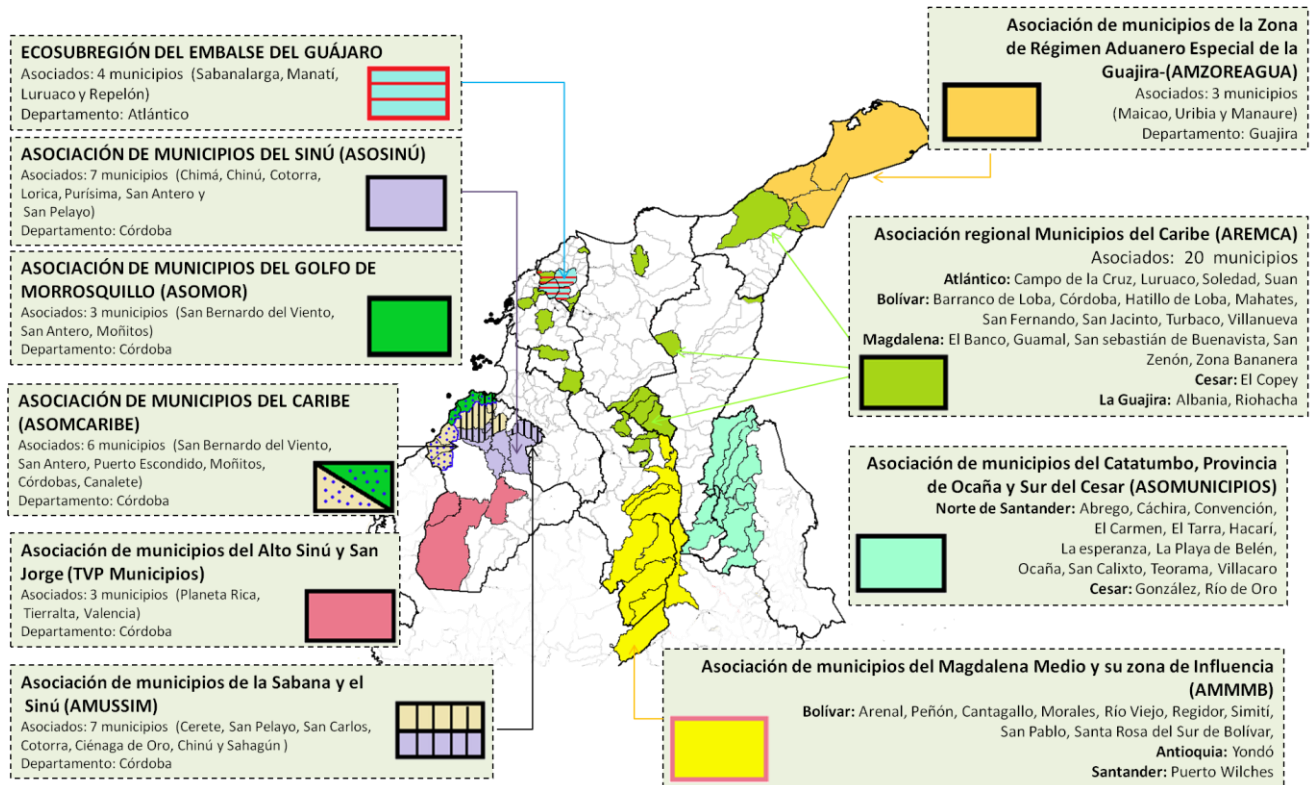 ECOSUBREGIÓN DEL EMBALSE DEL GUÁJARO
Asociados: 4 municipios (Sabanalarga, Manatí,
Luruaco y Repelón)
Departamento: Atlántico
ASOCIACIÓN DE MUNICIPIOS DEL SINÚ (ASOSINÚ)
Asociados: 7 municipios (Chimá, Chinú, Cotorra,
Lorica, Purísima, San Antero y
San Pelayo)
Departamento: Córdoba
ASOCIACIÓN DE MUNICIPIOS DEL GOLFO DE
MORROSQUILLO (ASOMOR)
Asociados: 3 municipios (San Bernardo del Viento,
San Antero, Moñitos)
Departamento: Córdoba
ASOCIACIÓN DE MUNICIPIOS DEL CARIBE
(ASOMCARIBE)
Asociados: 6 municipios (San Bernardo del Viento,
San Antero, Puerto Escondido, Moñitos,
Córdobas, Canalete)
Departamento: Córdoba
Asociación de municipios del Alto Sinú y San
Jorge (TVP Municipios)
Asociados: 3 municipios (Planeta Rica,
Tierralta, Valencia)
Departamento: Córdoba
Asociación de municipios de la Sabana y el
Sinú (AMUSSIM)
Asociados: 7 municipios (Cerete, San Pelayo, San Carlos,
Cotorra, Ciénaga de Oro, Chinú y Sahagún )
Departamento: Córdoba
Asociación de municipios de la Zona
de Régimen Aduanero Especial de la
Guajira-(AMZOREAGUA)
Asociados: 3 municipios
(Maicao, Uribia y Manaure)
Departamento: Guajira
Asociación regional Municipios del Caribe (AREMCA)
Asociados: 20 municipios
Atlántico: Campo de la Cruz, Luruaco, Soledad, Suan
Bolívar: Barranco de Loba, Córdoba, Hatillo de Loba, Mahates,
San Fernando, San Jacinto, Turbaco, Villanueva
Magdalena: El Banco, Guamal, San sebastián de Buenavista, San
Zenón, Zona Bananera
Cesar: El Copey
La Guajira: Albania, Riohacha
Asociación de municipios del Catatumbo, Provincia
de Ocaña y Sur del Cesar (ASOMUNICIPIOS)
Norte de Santander: Abrego, Cáchira, Convención,
El Carmen, El Tarra, Hacarí,
La esperanza, La Playa de Belén,
Ocaña, San Calixto, Teorama, Villacaro
Cesar: González, Río de Oro
Asociación de municipios del Magdalena Medio y su zona de Influencia
(AMMMB)
Bolívar: Arenal, Peñón, Cantagallo, Morales, Río Viejo, Regidor, Simití,
San Pablo, Santa Rosa del Sur de Bolívar,
Antioquia: Yondó
Santander: Puerto Wilches